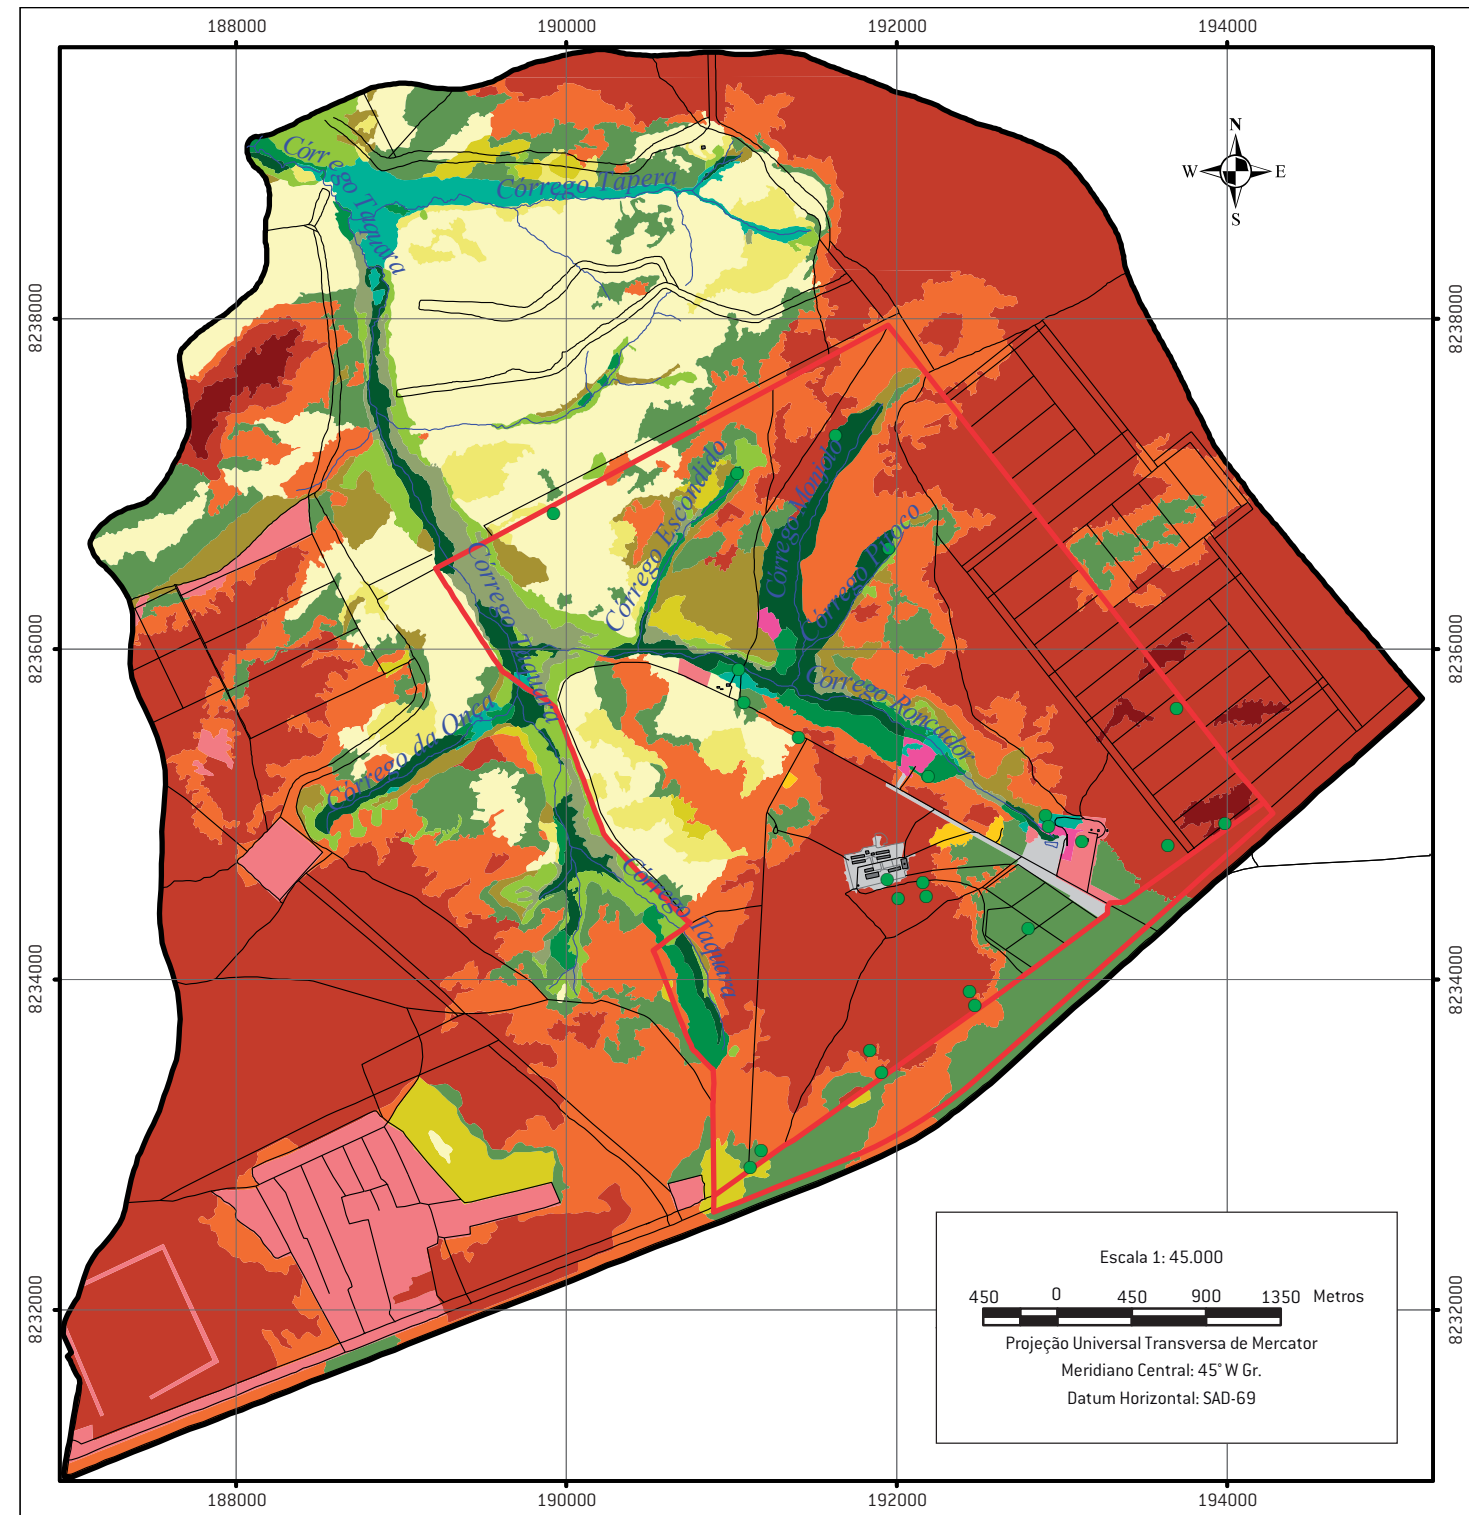 188000 190000 192000 194000
N
W E
S
Córrego Taquara
Córrego Tapera
8238000 8238000
Córrego Escondido
Córrego Monjolo
Córrego Pitoco
Córrego Taquara
8236000 8236000
Córrego Roncador
Córrego da Onça
Córrego Taquara
8234000 8234000
Escala 1: 45.000
450 0 450 900 1350 Metros
Projeção Universal Transversa de Mercator
Meridiano Central: 45° W Gr.
Datum Horizontal: SAD-69
8232000 8232000
188000 190000 192000 194000